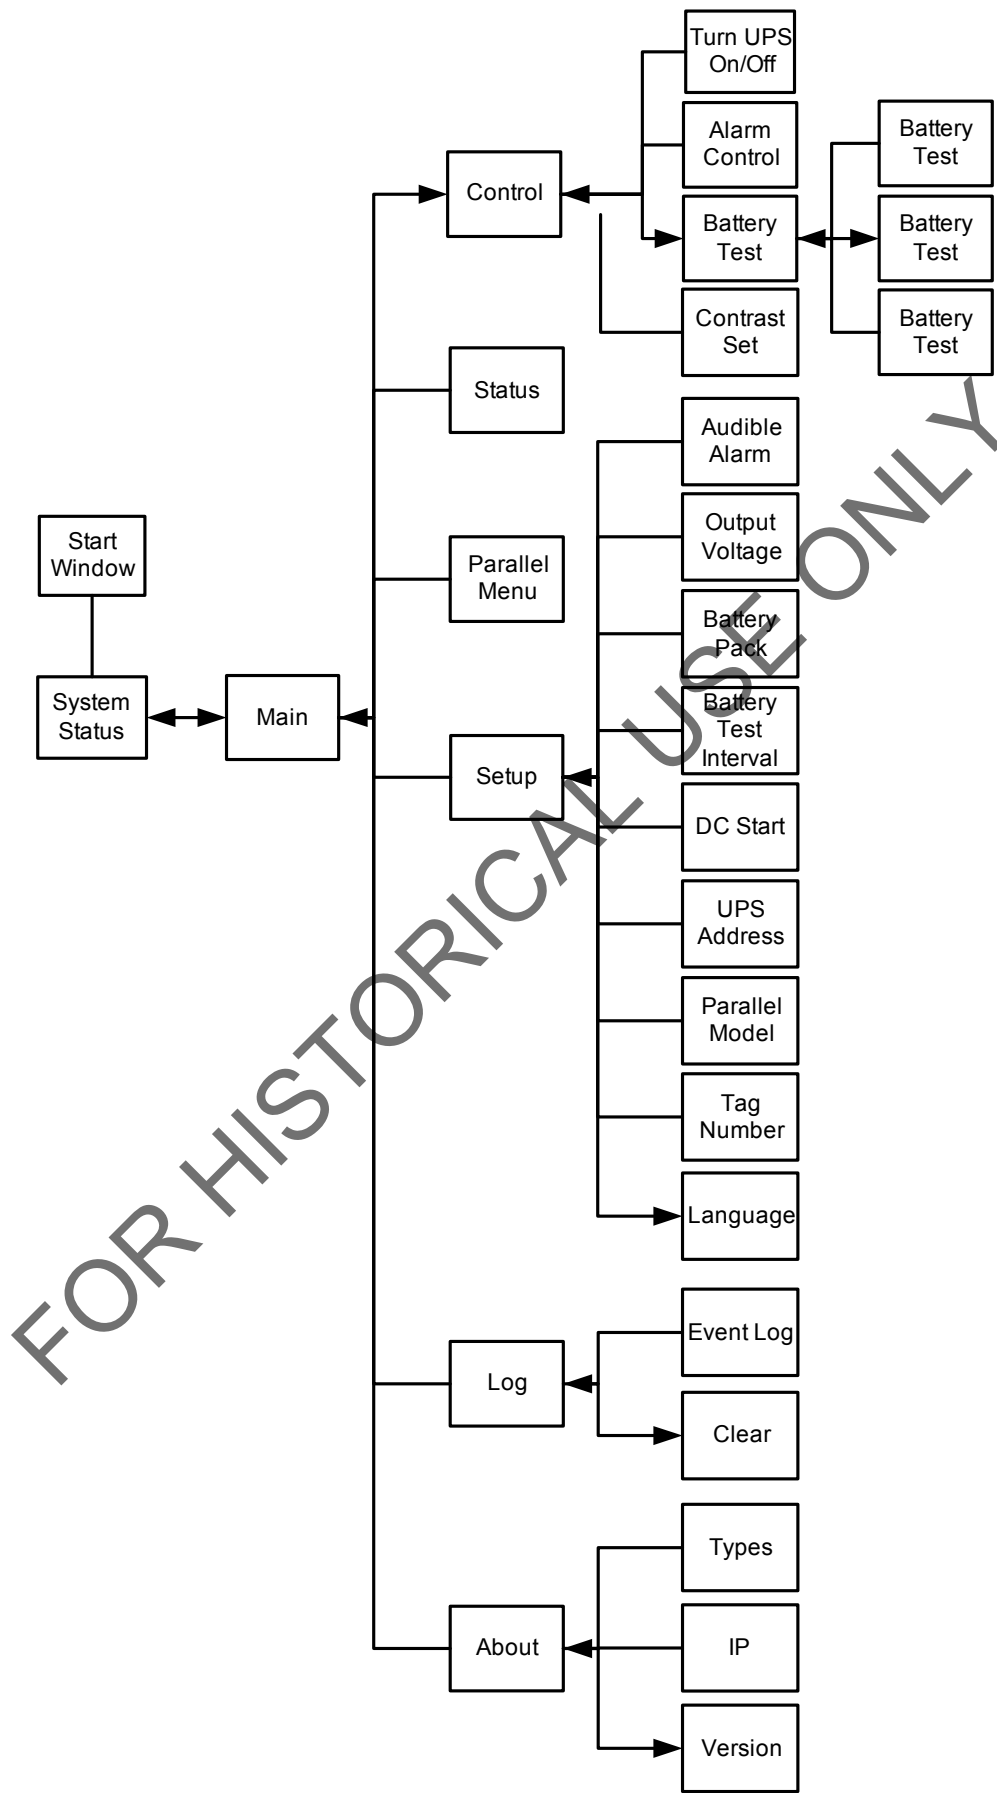 Turn UPS
On/Off
Alarm
Control
Battery
Test
Contrast
Set
Battery
Test
Battery
Test
Battery
Test
Control
Status
Parallel
Menu
Start
Window
System
Status
Main
Setup
Audible
Alarm
Output
Voltage
Battery
Pack
Battery
Test
Interval
DC Start
UPS
Address
Parallel
Model
Tag
Number
Language
Log
Event Log
Clear
About
Types
IP
Version
FOR HISTORICAL USE ONLY